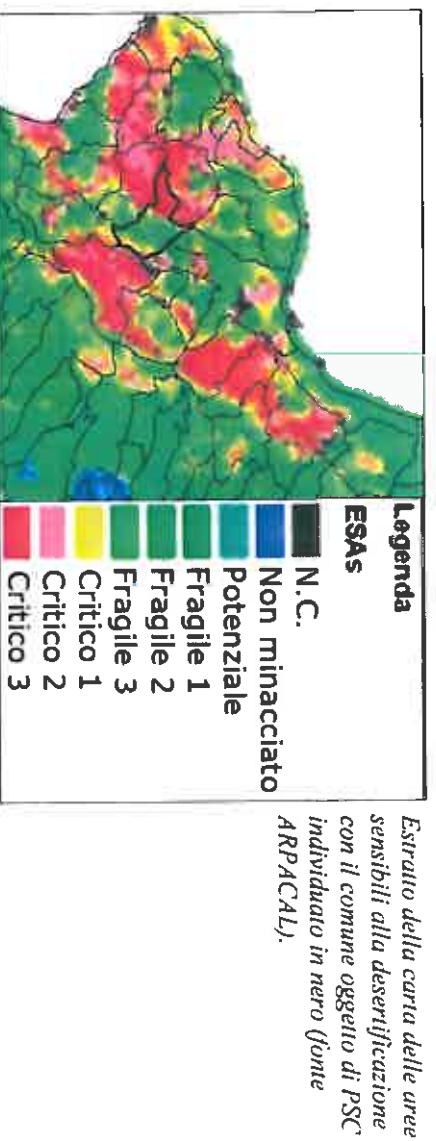 Legenda
ESAs
N.C.
Non minacciato
Potenziale
Fragile 1
Fragile 2
Fragile 3
Critico 1
Critico 2
Critico 3
Estratto della carta delle aree
sensibili alla desertificazione
con il comune oggetto di PSC
individuato in nero (fonte
ARPACAL).